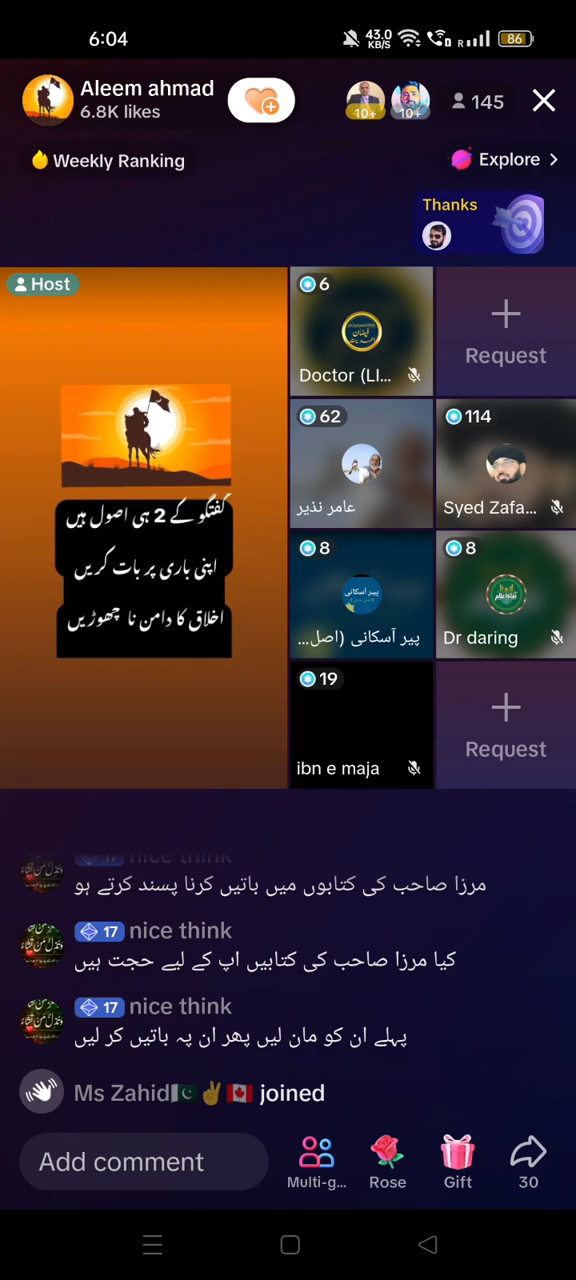 6:04
43.0
KB/S
R
86
Aleem ahmad
6.8K likes
10+
10+
145
Weekly Ranking
Explore
Thanks
Host
گفتگو کے 2 ہی اصول ہیں
اپنی باری پر بات کریں
اخلاق کا دامن نا چھوڑیں
6
Doctor (LI...
Request
62
عامر نذیر
114
Syed Zafa...
8
پیر آسکانی (اصل...
8
Dr daring
19
ibn e maja
Request
17 nice think
مرزا صاحب کی کتابوں میں باتیں کرنا پسند کرتے ہو
17 nice think
کیا مرزا صاحب کی کتابیں اپ کے لیے حجت ہیں
17 nice think
پہلے ان کو مان لیں پھر ان پہ باتیں کر لیں
Ms Zahid🇵🇰✌️🇨🇦 joined
Add comment
Multi-g...
Rose
Gift
30